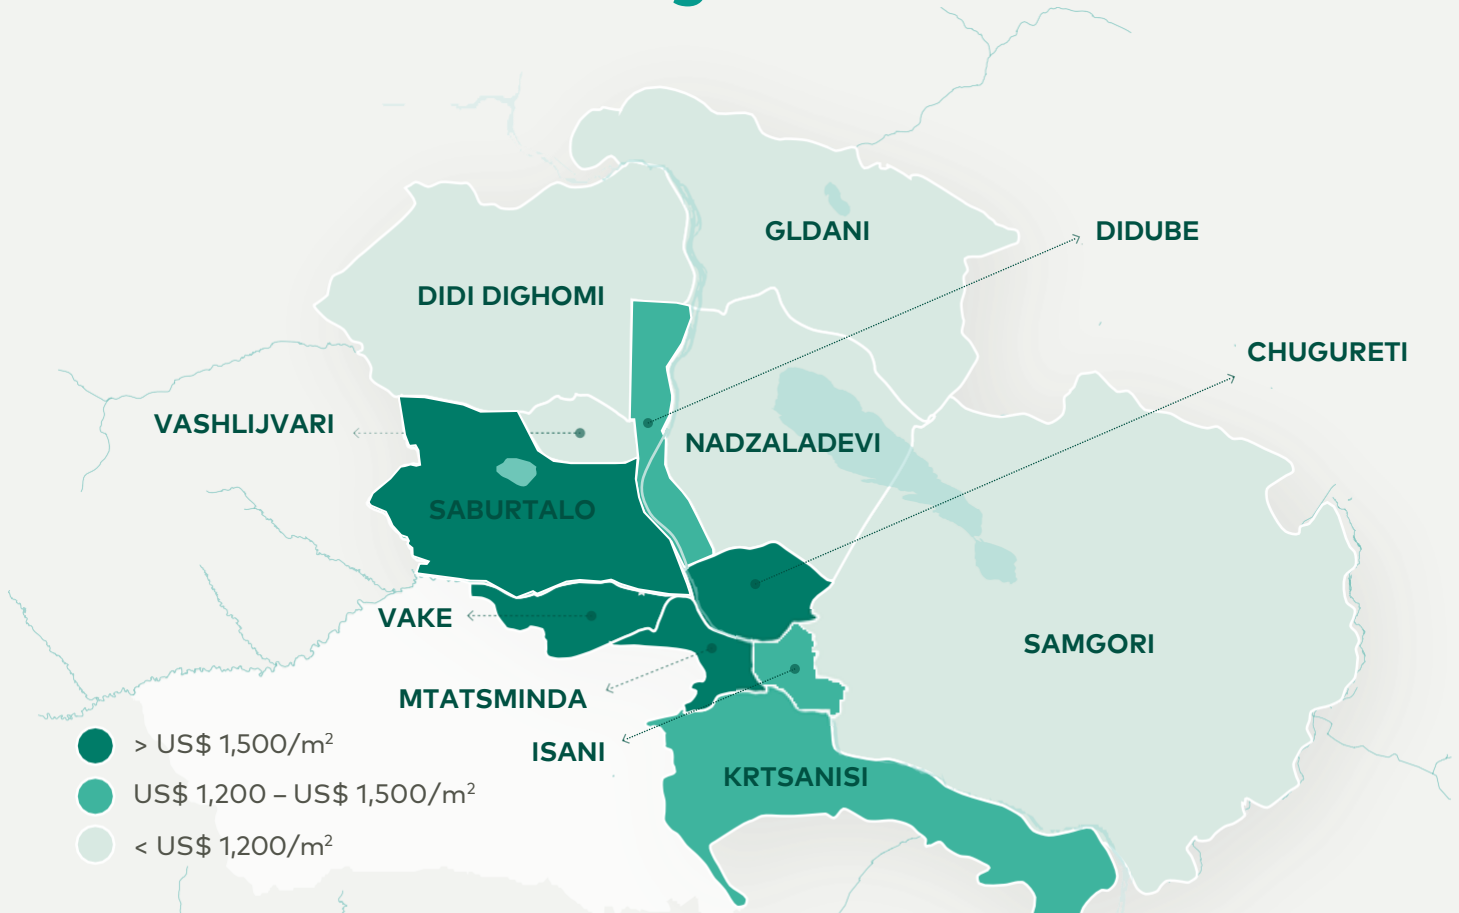 GLDANI
DIDUBE
DIDI DIGHOMI
CHUGURETI
VASHLIJVARI
NADZALADEVI
SABURTALO
VAKE
SAMGORI
MTATSMINDA
ISANI
KRTSANISI
> US$ 1,500/m²
US$ 1,200 – US$ 1,500/m²
< US$ 1,200/m²